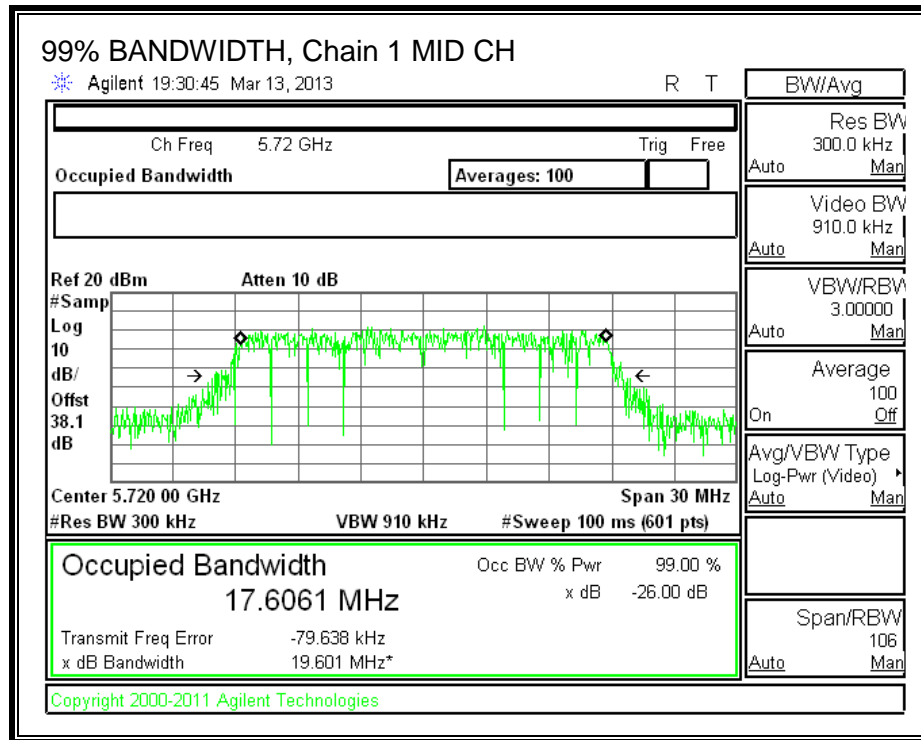 99% BANDWIDTH, Chain 1 MID CH
Agilent 19:30:45 Mar 13, 2013 R T
BW/Avg
Ch Freq 5.72 GHz Trig Free
Occupied Bandwidth Averages: 100
Res BW
300.0 kHz
Auto Man
Video BW
910.0 kHz
Auto Man
VBW/RBW
3.00000
Auto Man
Average
100
On Off
Avg/VBW Type
Log-Pwr (Video)
Auto Man
Span/RBW
106
Auto Man
Ref 20 dBm Atten 10 dB
#Samp
Log
10
dB/
Offst
38.1
dB
Center 5.720 00 GHz Span 30 MHz
#Res BW 300 kHz VBW 910 kHz #Sweep 100 ms (601 pts)
Occupied Bandwidth Occ BW % Pwr 99.00 %
17.6061 MHz x dB -26.00 dB
Transmit Freq Error -79.638 kHz
x dB Bandwidth 19.601 MHz*
Copyright 2000-2011 Agilent Technologies